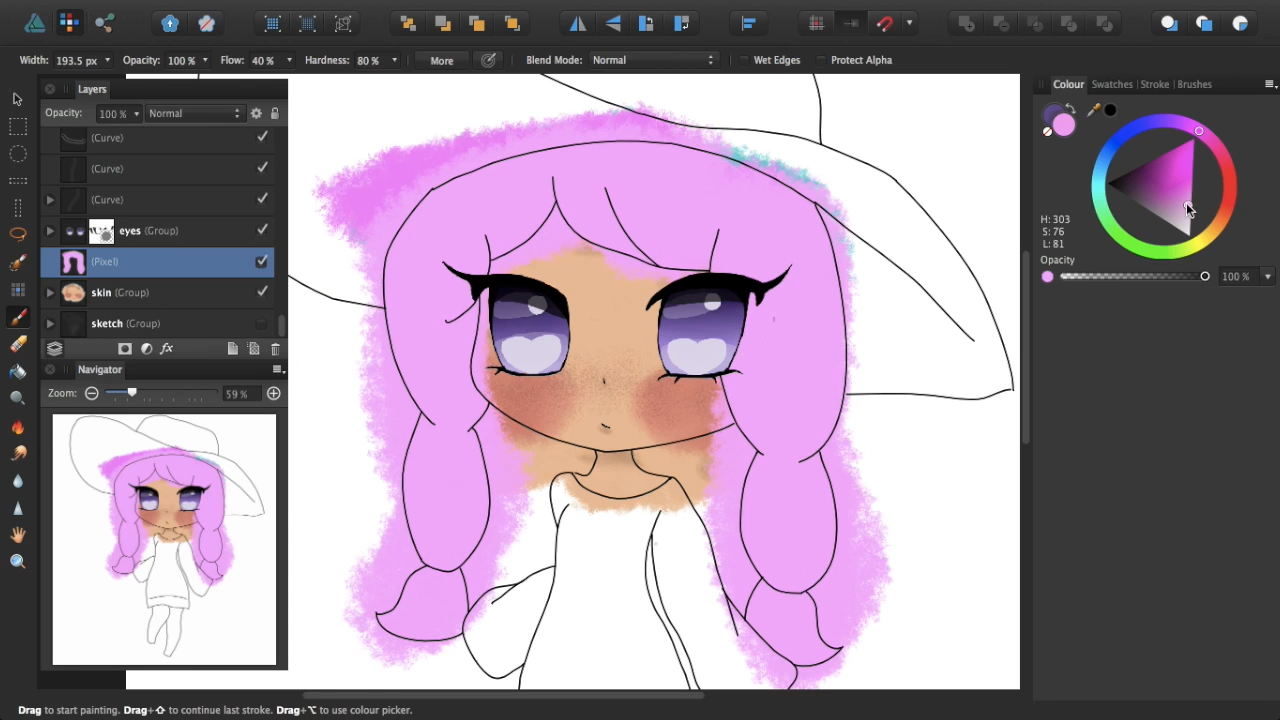 Width: 193.5 px Opacity: 100 % Flow: 40 % Hardness: 80 % More Blend Mode: Normal Wet Edges Protect Alpha
Layers
Opacity: 100 % Normal
(Curve)
(Curve)
(Curve)
eyes (Group)
(Pixel)
skin (Group)
sketch (Group)
fx
Navigator
Zoom: 59 %
Colour Swatches Stroke Brushes
H: 303
S: 76
L: 81
Opacity
100 %
Drag to start painting. Drag+⇧ to continue last stroke. Drag+⌥ to use colour picker.